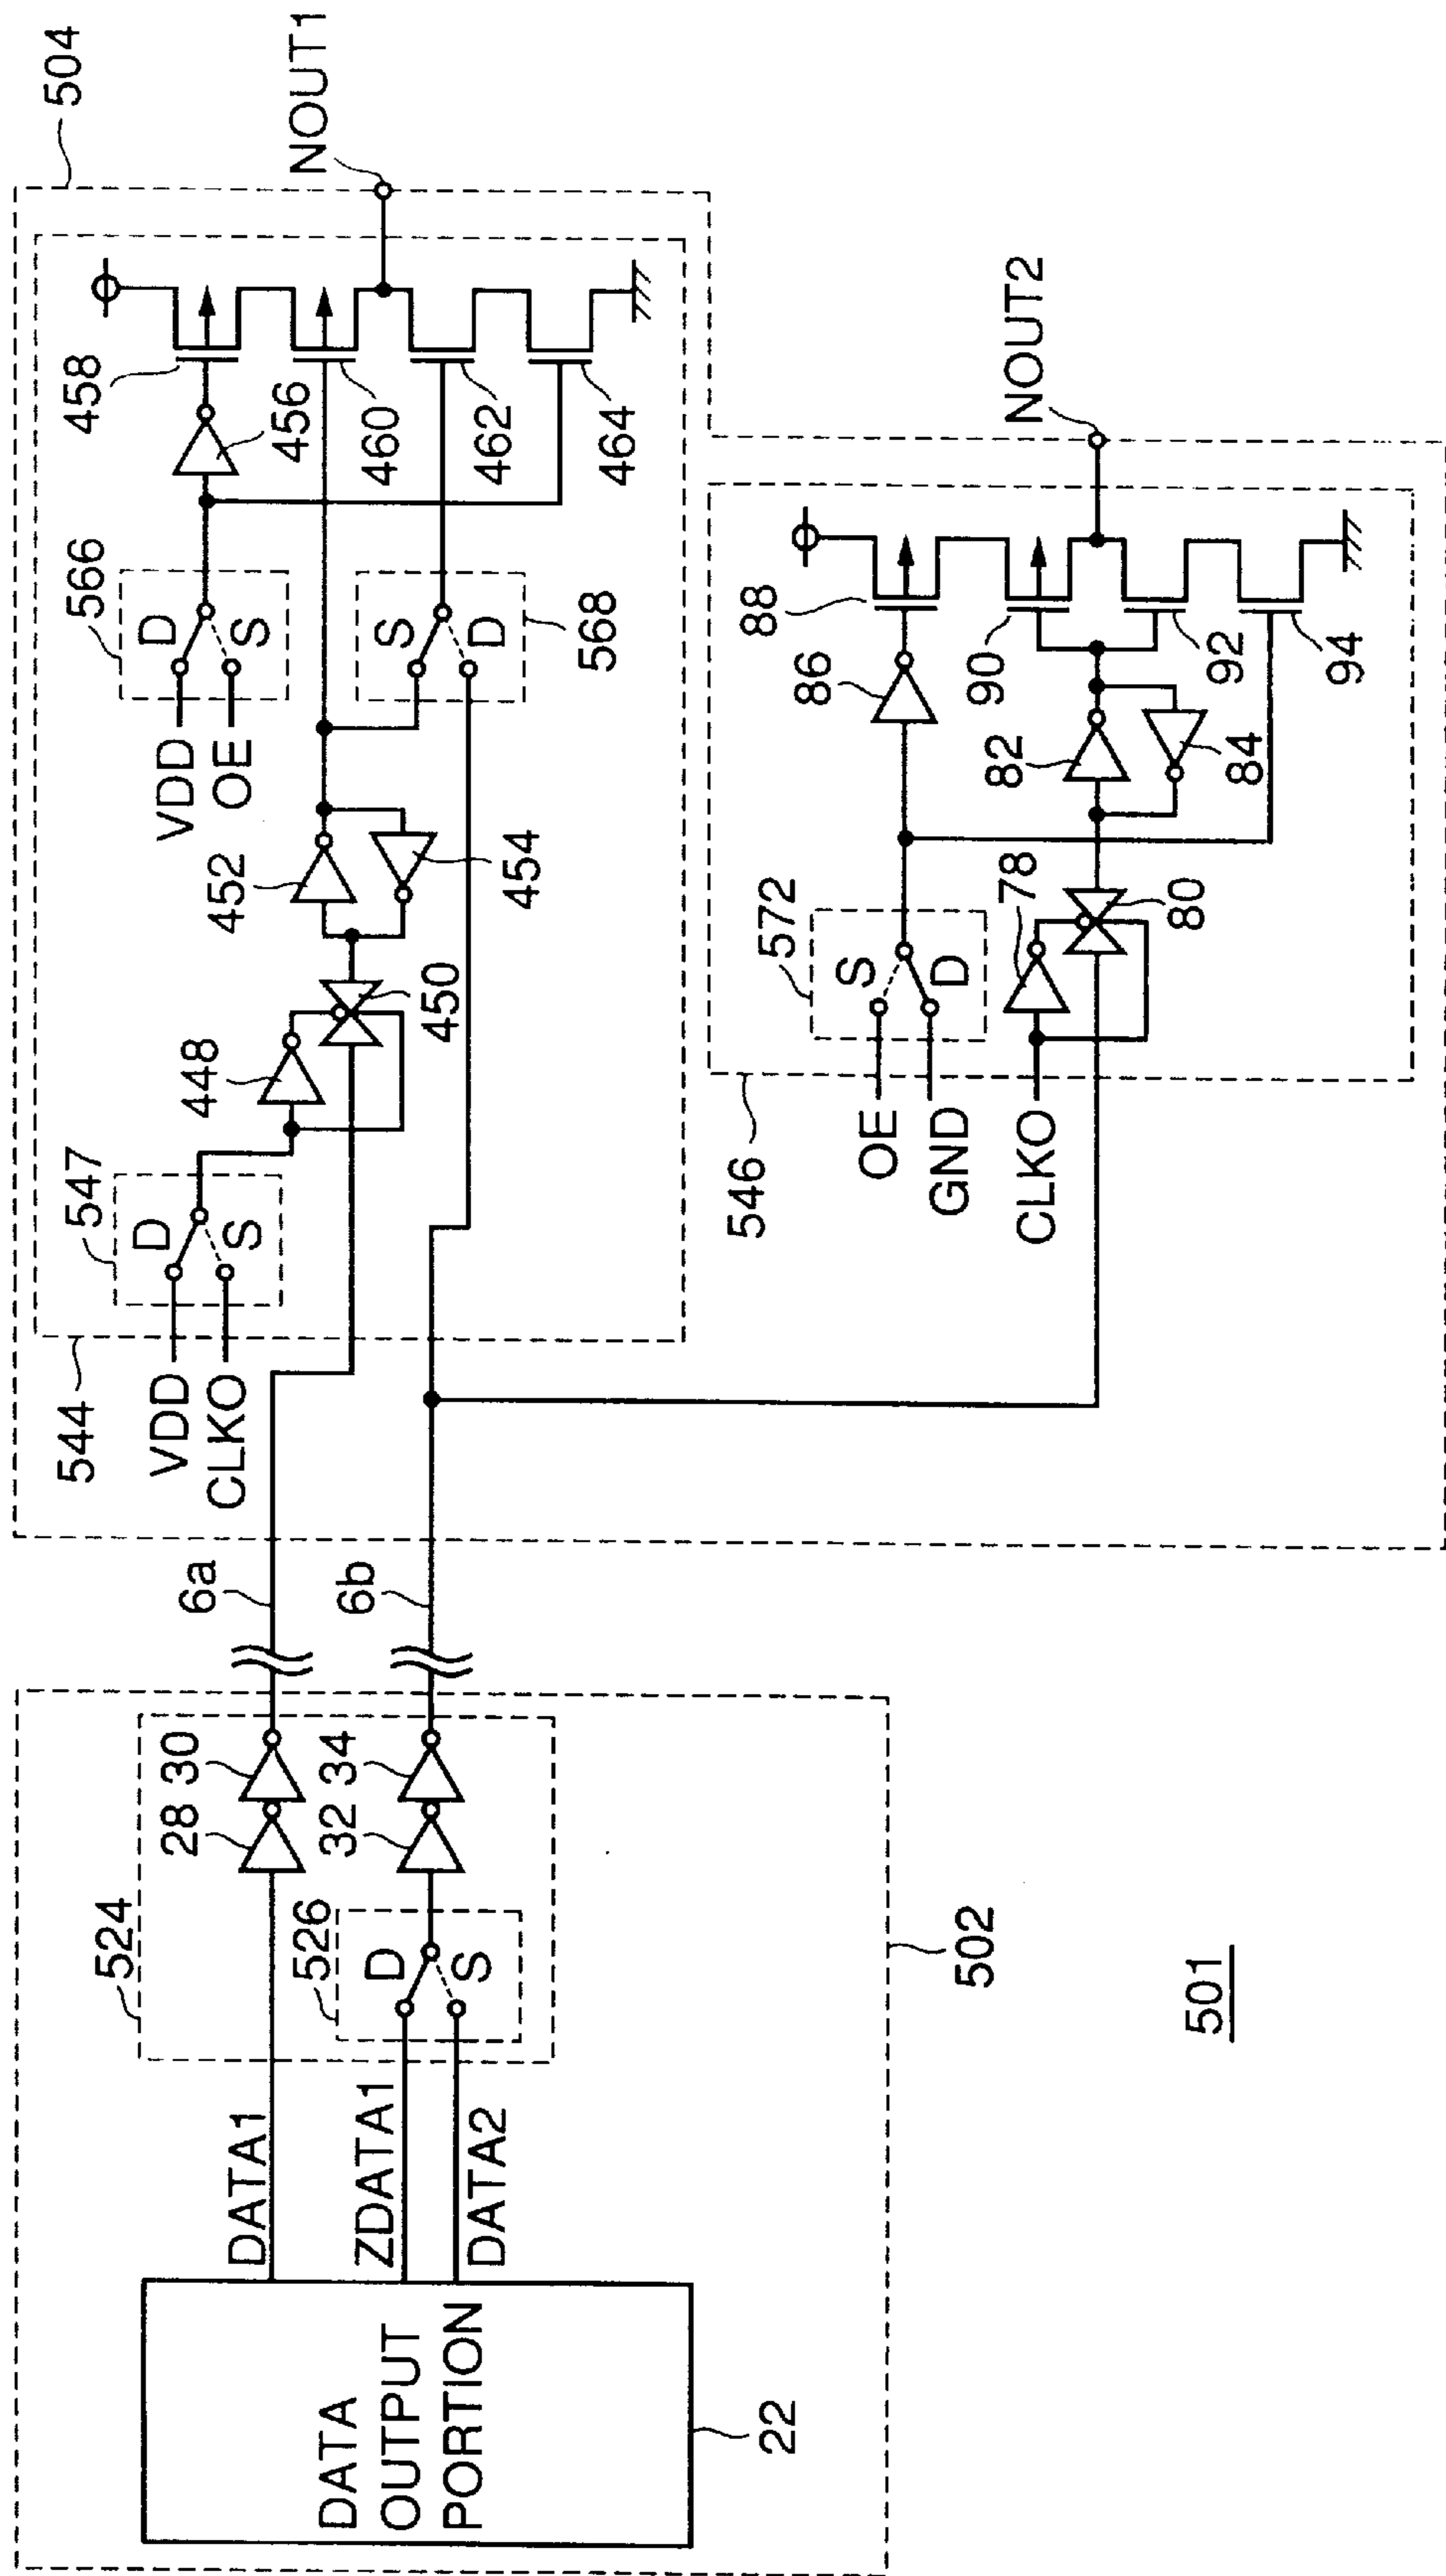 504
NOUT1
544
547
D
S
VDD
CLKO
448
450
452
454
566
D
S
VDD
OE
456
458
460
462
464
S
D
568
6a
6b
546
572
S
D
OE
GND
CLKO
78
80
82
84
86
88
90
92
94
NOUT2
524
28
30
32
34
526
D
S
DATA1
ZDATA1
DATA2
DATA
OUTPUT
PORTION
22
502
501